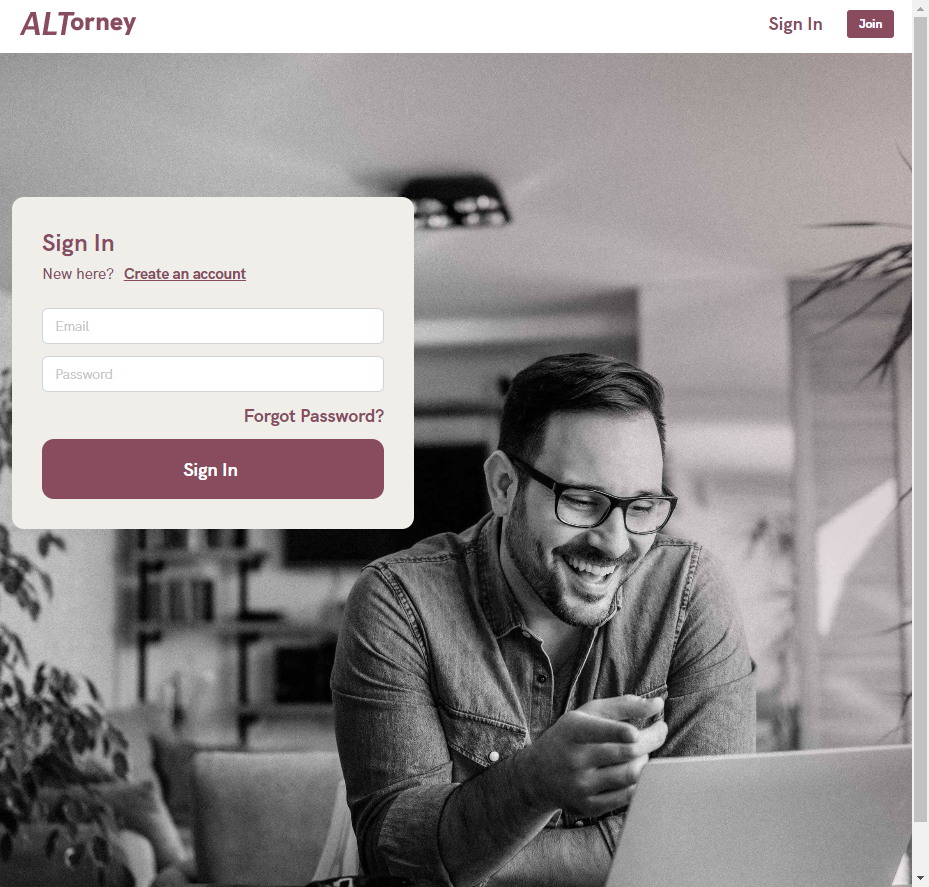 ALTorney
Sign In
Join
Sign In
New here? Create an account
Email
Password
Forgot Password?
Sign In